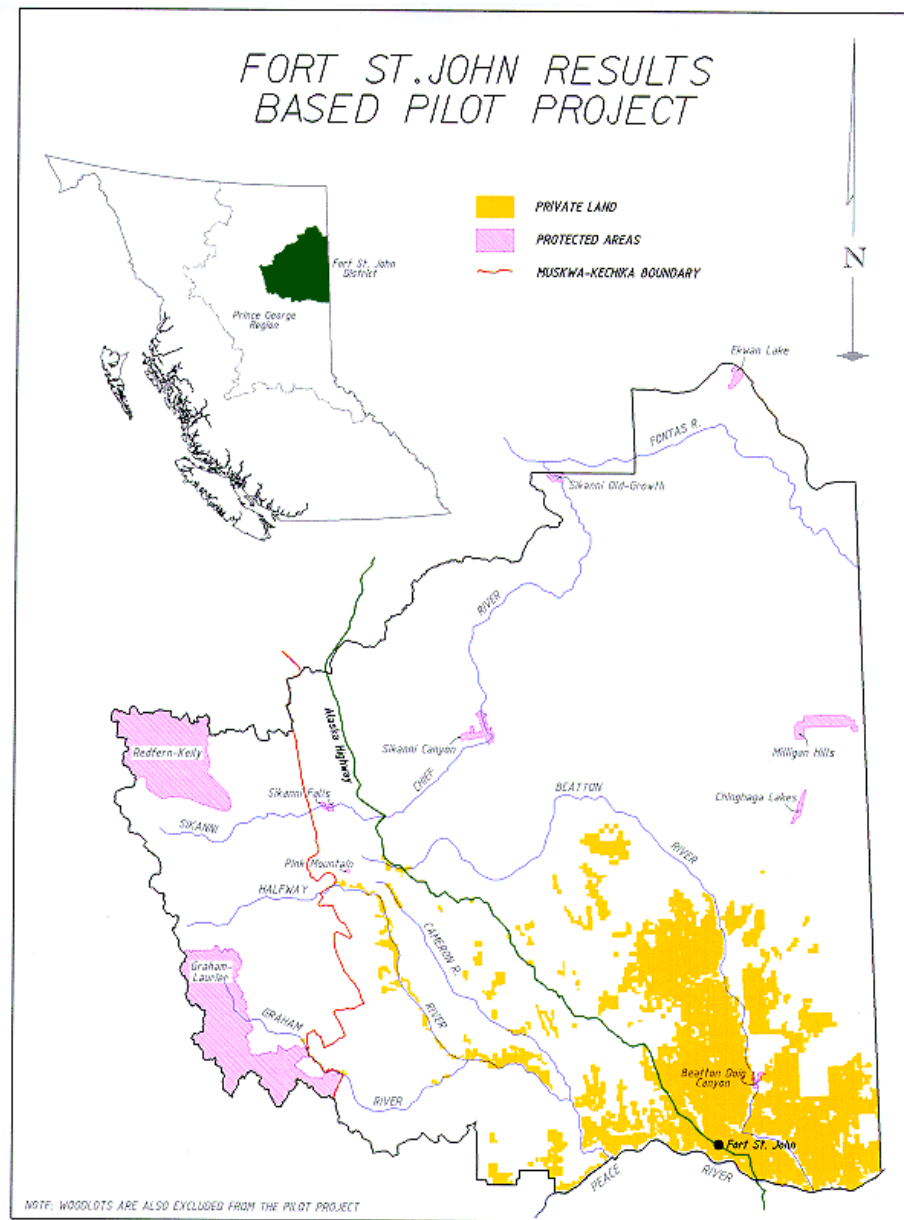 FORT ST.JOHN RESULTS
BASED PILOT PROJECT
PRIVATE LAND
PROTECTED AREAS
MUSKWA-KECHIKA BOUNDARY
N
Fort St. John
District
Prince George
Region
Ekwan Lake
FONTAS R.
Sikanni Old-Growth
RIVER
Alaska Highway
Redfern-Keily
Sikanni Canyon
Milligan Hills
CHIEF
Sikanni Falls
SIKANNI
BEATTON
Chinghaga Lakes
RIVER
Pink Mountain
HALFWAY
CAMERON R.
Graham-
Laurier
RIVER
GRAHAM
Beatton Doig
Canyon
RIVER
Fort St. John
PEACE
RIVER
NOTE: WOODLOTS ARE ALSO EXCLUDED FROM THE PILOT PROJECT